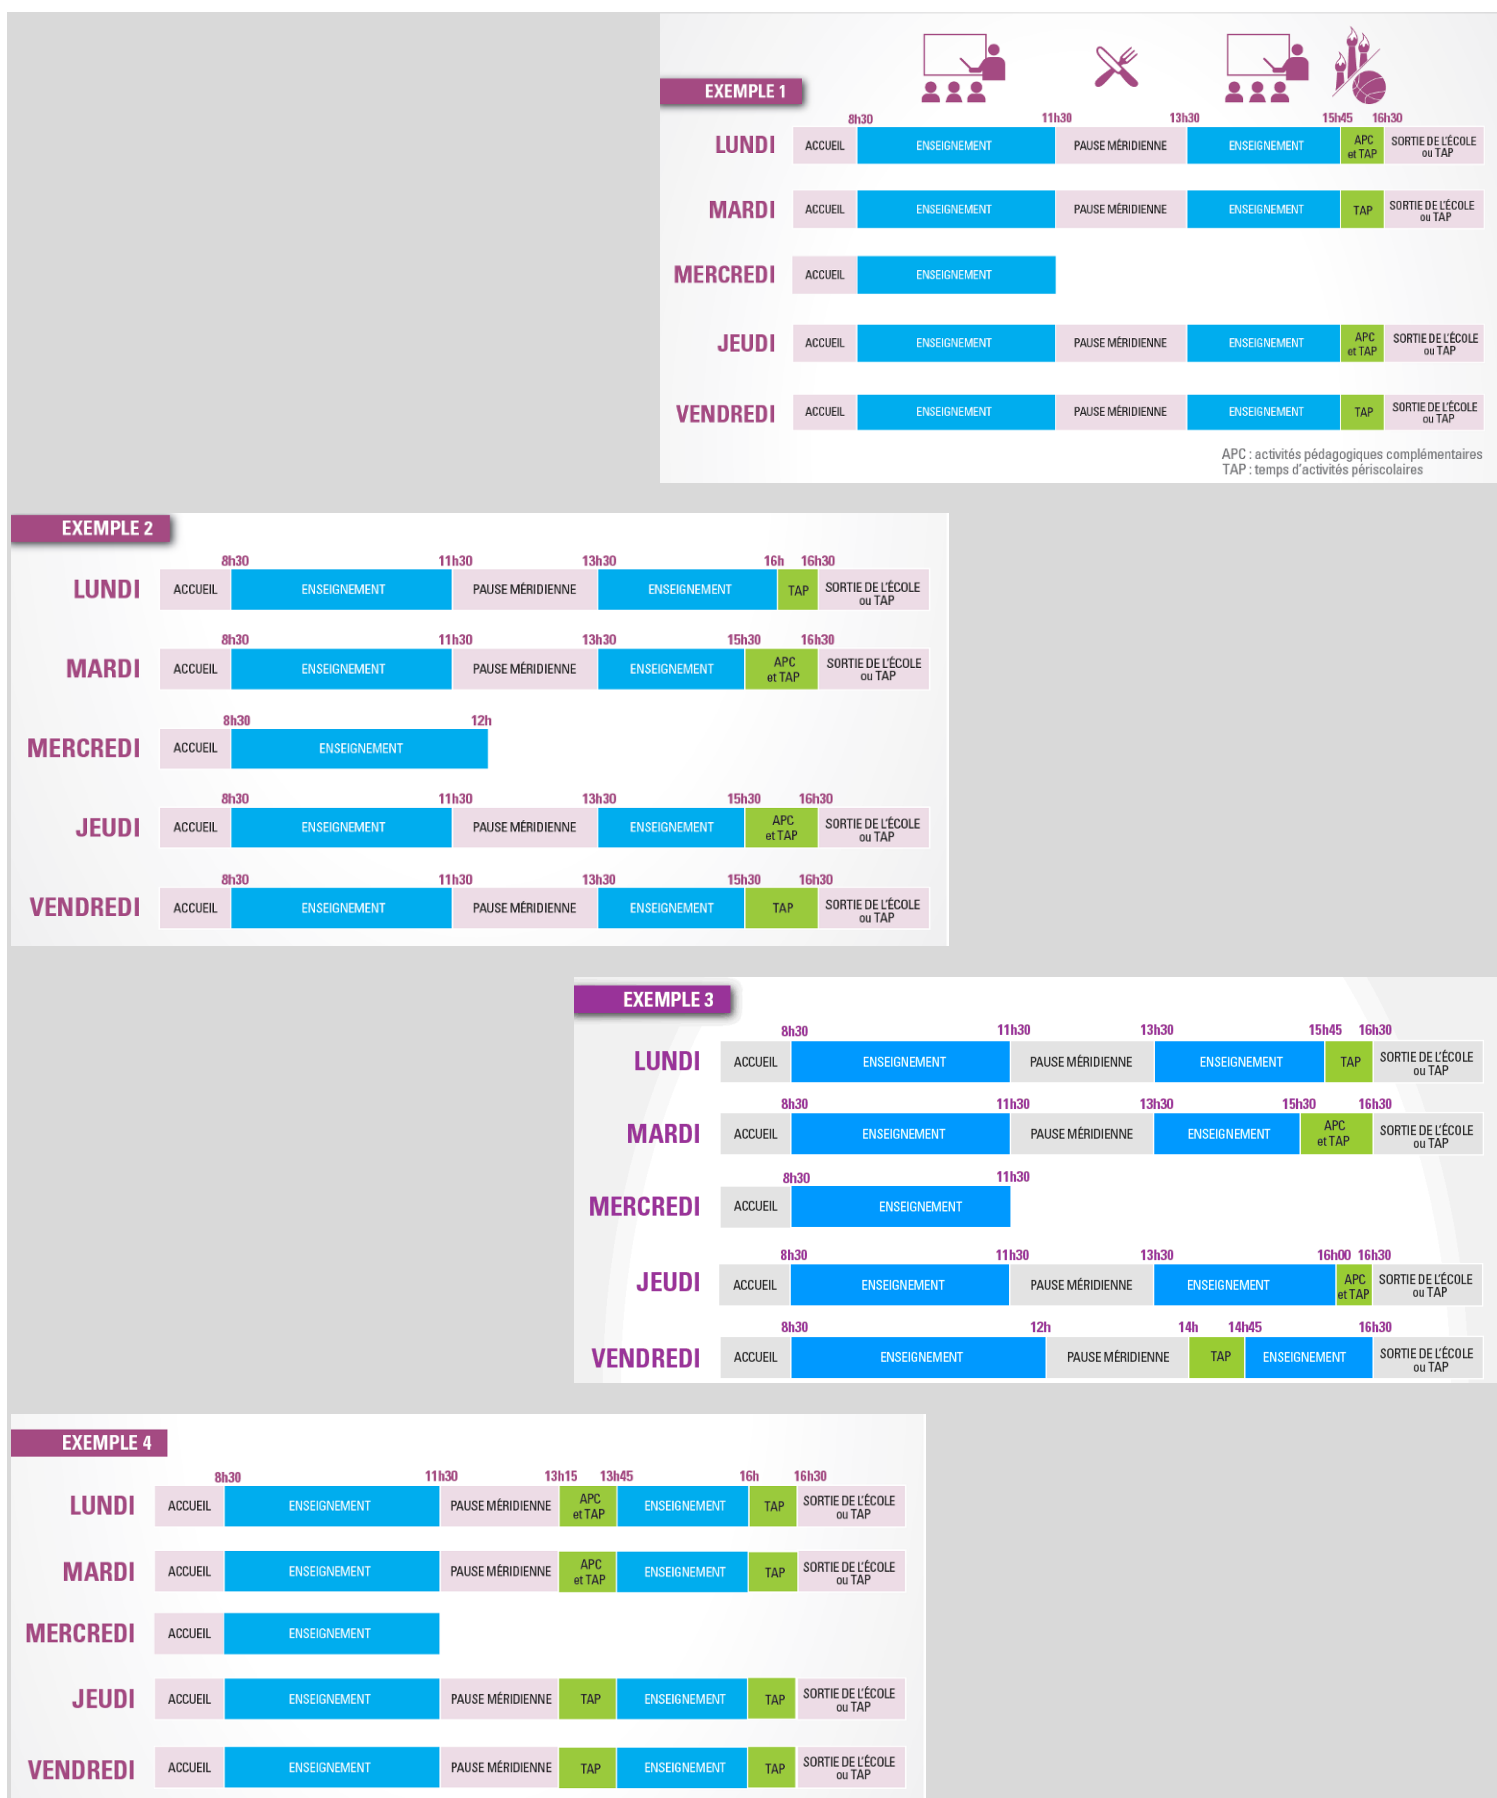 EXEMPLE 1
8h30 11h30 13h30 15h45 16h30
LUNDI ACCUEIL ENSEIGNEMENT PAUSE MÉRIDIENNE ENSEIGNEMENT APC et TAP SORTIE DE L'ÉCOLE ou TAP
MARDI ACCUEIL ENSEIGNEMENT PAUSE MÉRIDIENNE ENSEIGNEMENT TAP SORTIE DE L'ÉCOLE ou TAP
MERCREDI ACCUEIL ENSEIGNEMENT
JEUDI ACCUEIL ENSEIGNEMENT PAUSE MÉRIDIENNE ENSEIGNEMENT APC et TAP SORTIE DE L'ÉCOLE ou TAP
VENDREDI ACCUEIL ENSEIGNEMENT PAUSE MÉRIDIENNE ENSEIGNEMENT TAP SORTIE DE L'ÉCOLE ou TAP
APC : activités pédagogiques complémentaires
TAP : temps d'activités périscolaires
EXEMPLE 2
8h30 11h30 13h30 16h 16h30
LUNDI ACCUEIL ENSEIGNEMENT PAUSE MÉRIDIENNE ENSEIGNEMENT TAP SORTIE DE L'ÉCOLE ou TAP
8h30 11h30 13h30 15h30 16h30
MARDI ACCUEIL ENSEIGNEMENT PAUSE MÉRIDIENNE ENSEIGNEMENT APC et TAP SORTIE DE L'ÉCOLE ou TAP
8h30 12h
MERCREDI ACCUEIL ENSEIGNEMENT
8h30 11h30 13h30 15h30 16h30
JEUDI ACCUEIL ENSEIGNEMENT PAUSE MÉRIDIENNE ENSEIGNEMENT APC et TAP SORTIE DE L'ÉCOLE ou TAP
8h30 11h30 13h30 15h30 16h30
VENDREDI ACCUEIL ENSEIGNEMENT PAUSE MÉRIDIENNE ENSEIGNEMENT TAP SORTIE DE L'ÉCOLE ou TAP
EXEMPLE 3
8h30 11h30 13h30 15h45 16h30
LUNDI ACCUEIL ENSEIGNEMENT PAUSE MÉRIDIENNE ENSEIGNEMENT TAP SORTIE DE L'ÉCOLE ou TAP
8h30 11h30 13h30 15h30 16h30
MARDI ACCUEIL ENSEIGNEMENT PAUSE MÉRIDIENNE ENSEIGNEMENT APC et TAP SORTIE DE L'ÉCOLE ou TAP
8h30 11h30
MERCREDI ACCUEIL ENSEIGNEMENT
8h30 11h30 13h30 16h00 16h30
JEUDI ACCUEIL ENSEIGNEMENT PAUSE MÉRIDIENNE ENSEIGNEMENT APC et TAP SORTIE DE L'ÉCOLE ou TAP
8h30 12h 14h 14h45 16h30
VENDREDI ACCUEIL ENSEIGNEMENT PAUSE MÉRIDIENNE TAP ENSEIGNEMENT SORTIE DE L'ÉCOLE ou TAP
EXEMPLE 4
8h30 11h30 13h15 13h45 16h 16h30
LUNDI ACCUEIL ENSEIGNEMENT PAUSE MÉRIDIENNE APC et TAP ENSEIGNEMENT TAP SORTIE DE L'ÉCOLE ou TAP
MARDI ACCUEIL ENSEIGNEMENT PAUSE MÉRIDIENNE APC et TAP ENSEIGNEMENT TAP SORTIE DE L'ÉCOLE ou TAP
MERCREDI ACCUEIL ENSEIGNEMENT
JEUDI ACCUEIL ENSEIGNEMENT PAUSE MÉRIDIENNE TAP ENSEIGNEMENT TAP SORTIE DE L'ÉCOLE ou TAP
VENDREDI ACCUEIL ENSEIGNEMENT PAUSE MÉRIDIENNE TAP ENSEIGNEMENT TAP SORTIE DE L'ÉCOLE ou TAP